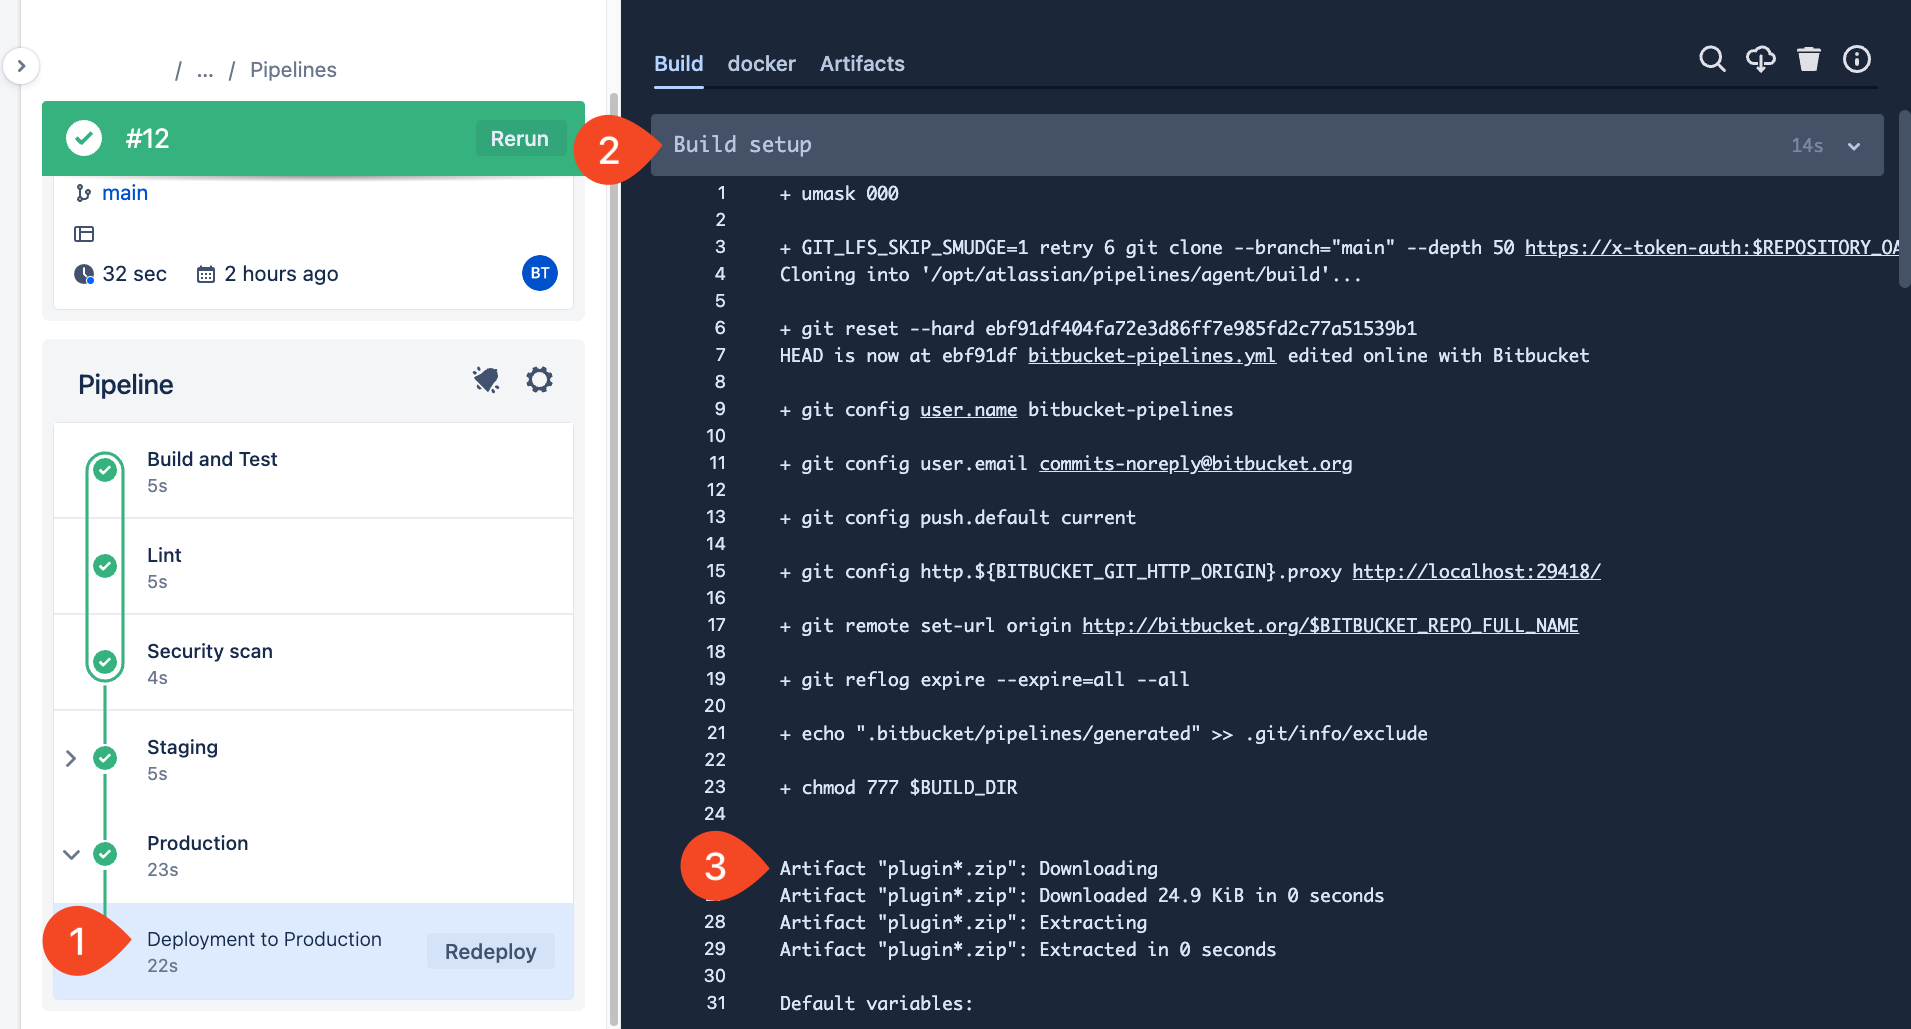 / ... / Pipelines
#12
Rerun
main
32 sec
2 hours ago
BT
Pipeline
Build and Test
5s
Lint
5s
Security scan
4s
Staging
5s
Production
23s
1
Deployment to Production
22s
Redeploy
Build docker Artifacts
2
Build setup
14s
1 + umask 000
2
3 + GIT_LFS_SKIP_SMUDGE=1 retry 6 git clone --branch="main" --depth 50 https://x-token-auth:$REPOSITORY_OA
4 Cloning into '/opt/atlassian/pipelines/agent/build'...
5
6 + git reset --hard ebf91df404fa72e3d86ff7e985fd2c77a51539b1
7 HEAD is now at ebf91df bitbucket-pipelines.yml edited online with Bitbucket
8
9 + git config user.name bitbucket-pipelines
10
11 + git config user.email commits-noreply@bitbucket.org
12
13 + git config push.default current
14
15 + git config http.${BITBUCKET_GIT_HTTP_ORIGIN}.proxy http://localhost:29418/
16
17 + git remote set-url origin http://bitbucket.org/$BITBUCKET_REPO_FULL_NAME
18
19 + git reflog expire --expire=all --all
20
21 + echo ".bitbucket/pipelines/generated" >> .git/info/exclude
22
23 + chmod 777 $BUILD_DIR
24
3
Artifact "plugin*.zip": Downloading
Artifact "plugin*.zip": Downloaded 24.9 KiB in 0 seconds
28 Artifact "plugin*.zip": Extracting
29 Artifact "plugin*.zip": Extracted in 0 seconds
30
31 Default variables: